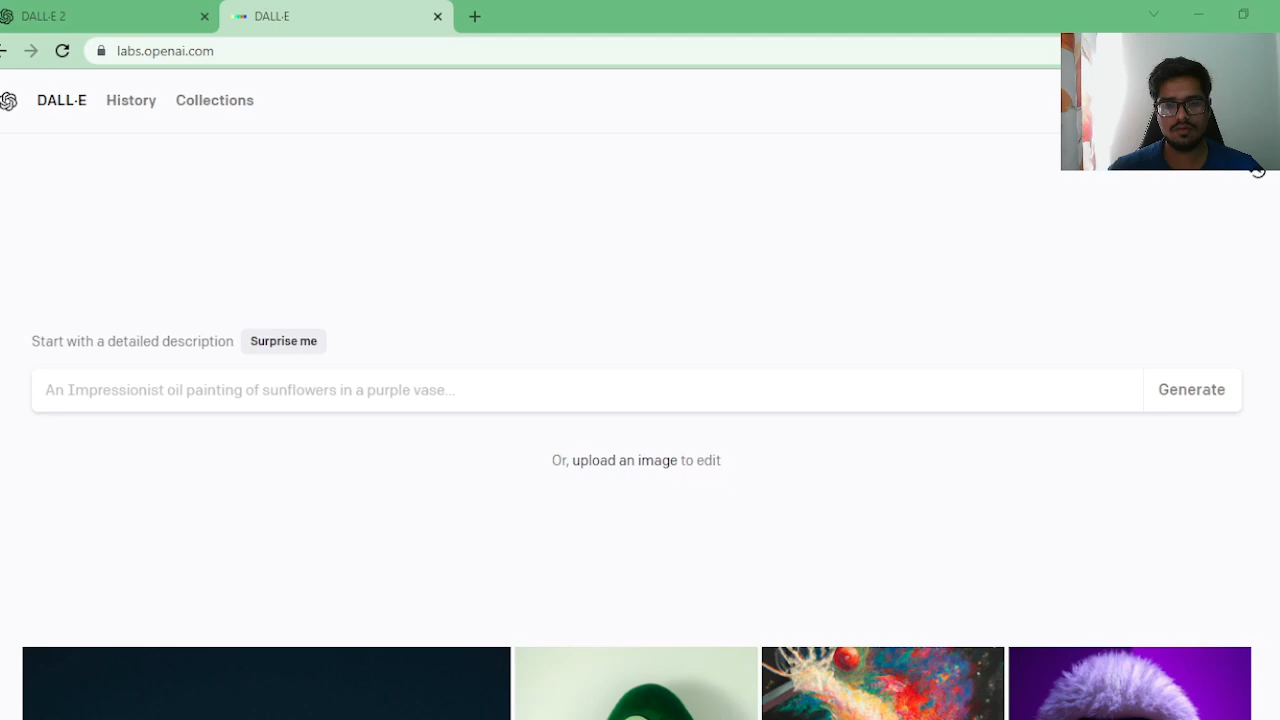 DALL·E 2
DALL·E
labs.openai.com
DALL·E History Collections
Start with a detailed description Surprise me
An Impressionist oil painting of sunflowers in a purple vase... Generate
Or, upload an image to edit